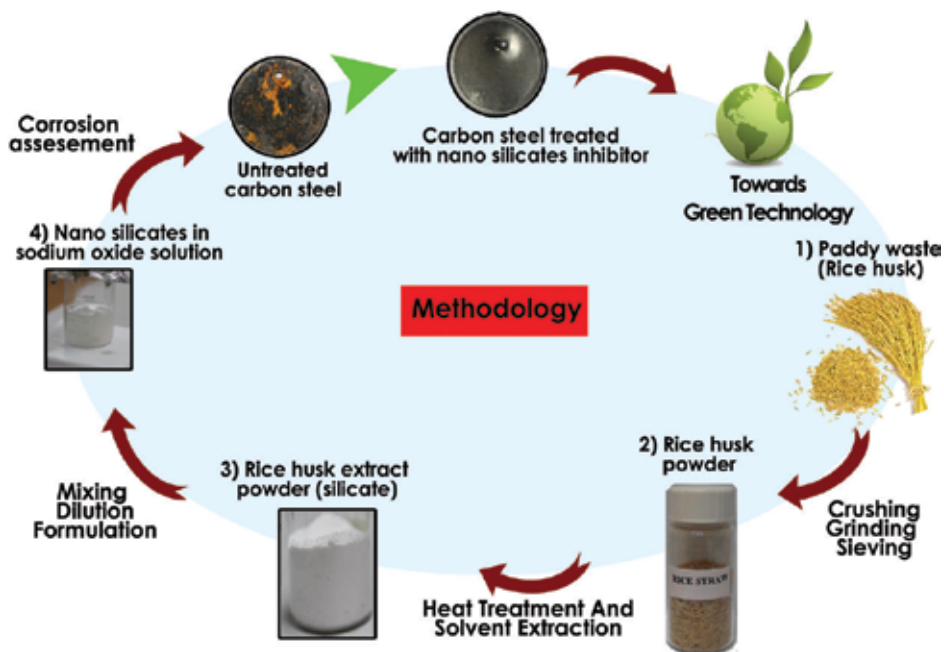 Corrosion
assesement
Untreated
carbon steel
Carbon steel treated
with nano silicates inhibitor
Towards
Green Technology
1) Paddy waste
(Rice husk)
Crushing
Grinding
Sieving
2) Rice husk
powder
RICE STRAW
Heat Treatment And
Solvent Extraction
3) Rice husk extract
powder (silicate)
Mixing
Dilution
Formulation
4) Nano silicates in
sodium oxide solution
Methodology